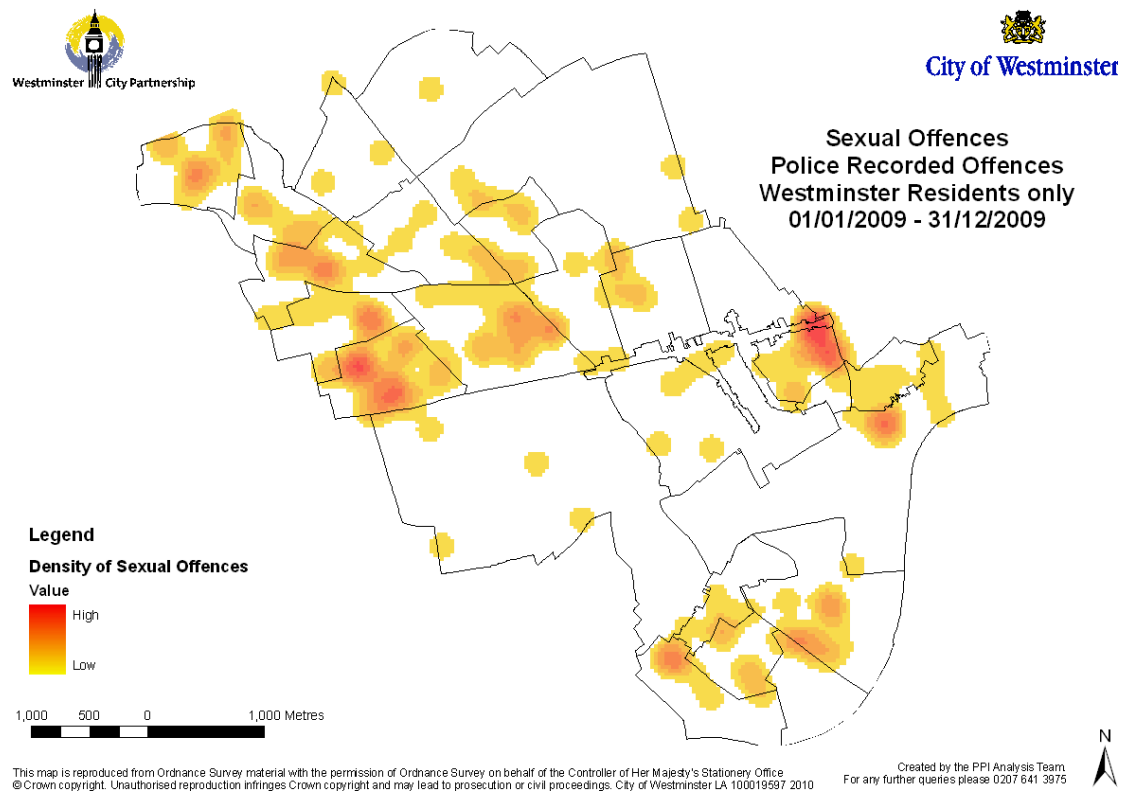 Westminster City Partnership
City of Westminster
Sexual Offences
Police Recorded Offences
Westminster Residents only
01/01/2009 - 31/12/2009
Legend
Density of Sexual Offences
Value
High
Low
1,000 500 0 1,000 Metres
N
This map is reproduced from Ordnance Survey material with the permission of Ordnance Survey on behalf of the Controller of Her Majesty's Stationery Office
© Crown copyright. Unauthorised reproduction infringes Crown copyright and may lead to prosecution or civil proceedings. City of Westminster LA 100019597 2010
Created by the PPI Analysis Team.
For any further queries please 0207 641 3975